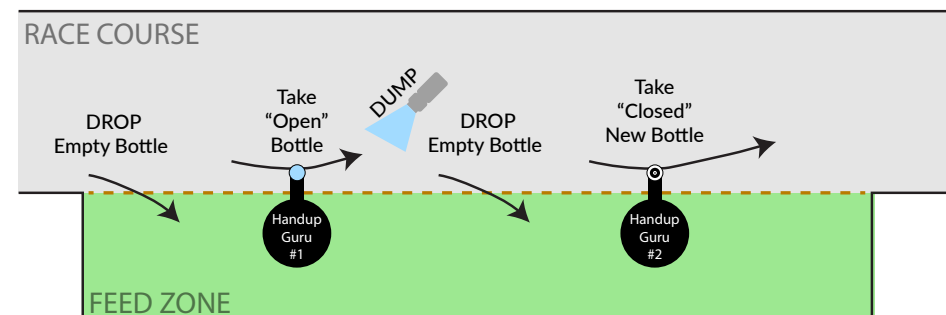 RACE COURSE
DROP
Empty Bottle
Take
“Open”
Bottle
DUMP
DROP
Empty Bottle
Take
“Closed”
New Bottle
Handup
Guru
#1
Handup
Guru
#2
FEED ZONE